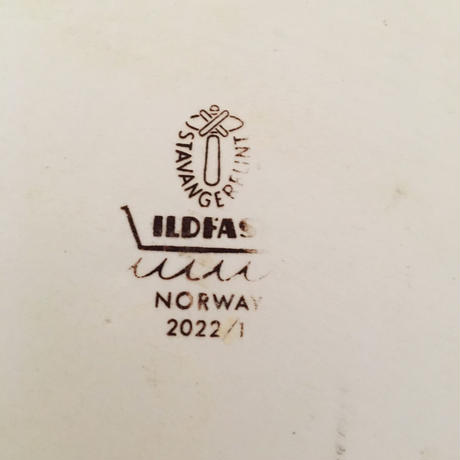 STAVANGERFLINT
ILDFAS
NORWAY
2022/1